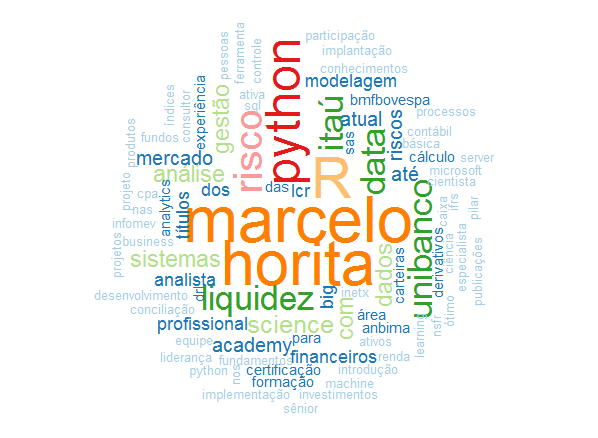 participação
implantação
conhecimentos
modelagem
bmfbovespa
processos
pessoas
ferramenta
controle
ativa
sql
consultor
índices
experiência
fundos
produtos
gestão
risco
python
itaú
atual
sas
data
riscos
contábil
básica
até
cálculo
server
microsoft
cientista
mercado
análise
dos
das
lcr
R
projeto
cpa
nas
analytics
títulos
infomev
business
projetos
marcelo
horita
unibanco
caixa
ifrs
pilar
ciência
especialista
publicações
derivativos
carteiras
dados
sistemas
analista
drl
liquidez
big
inetx
com
área
anbima
desenvolvimento
conciliação
profissional
science
equipe
academy
para
ativos
financeiros
renda
learning
nsfr
ótimo
liderança
fundamentos
python
nos
certificação
introdução
formação
machine
implementação
investimentos
sênior